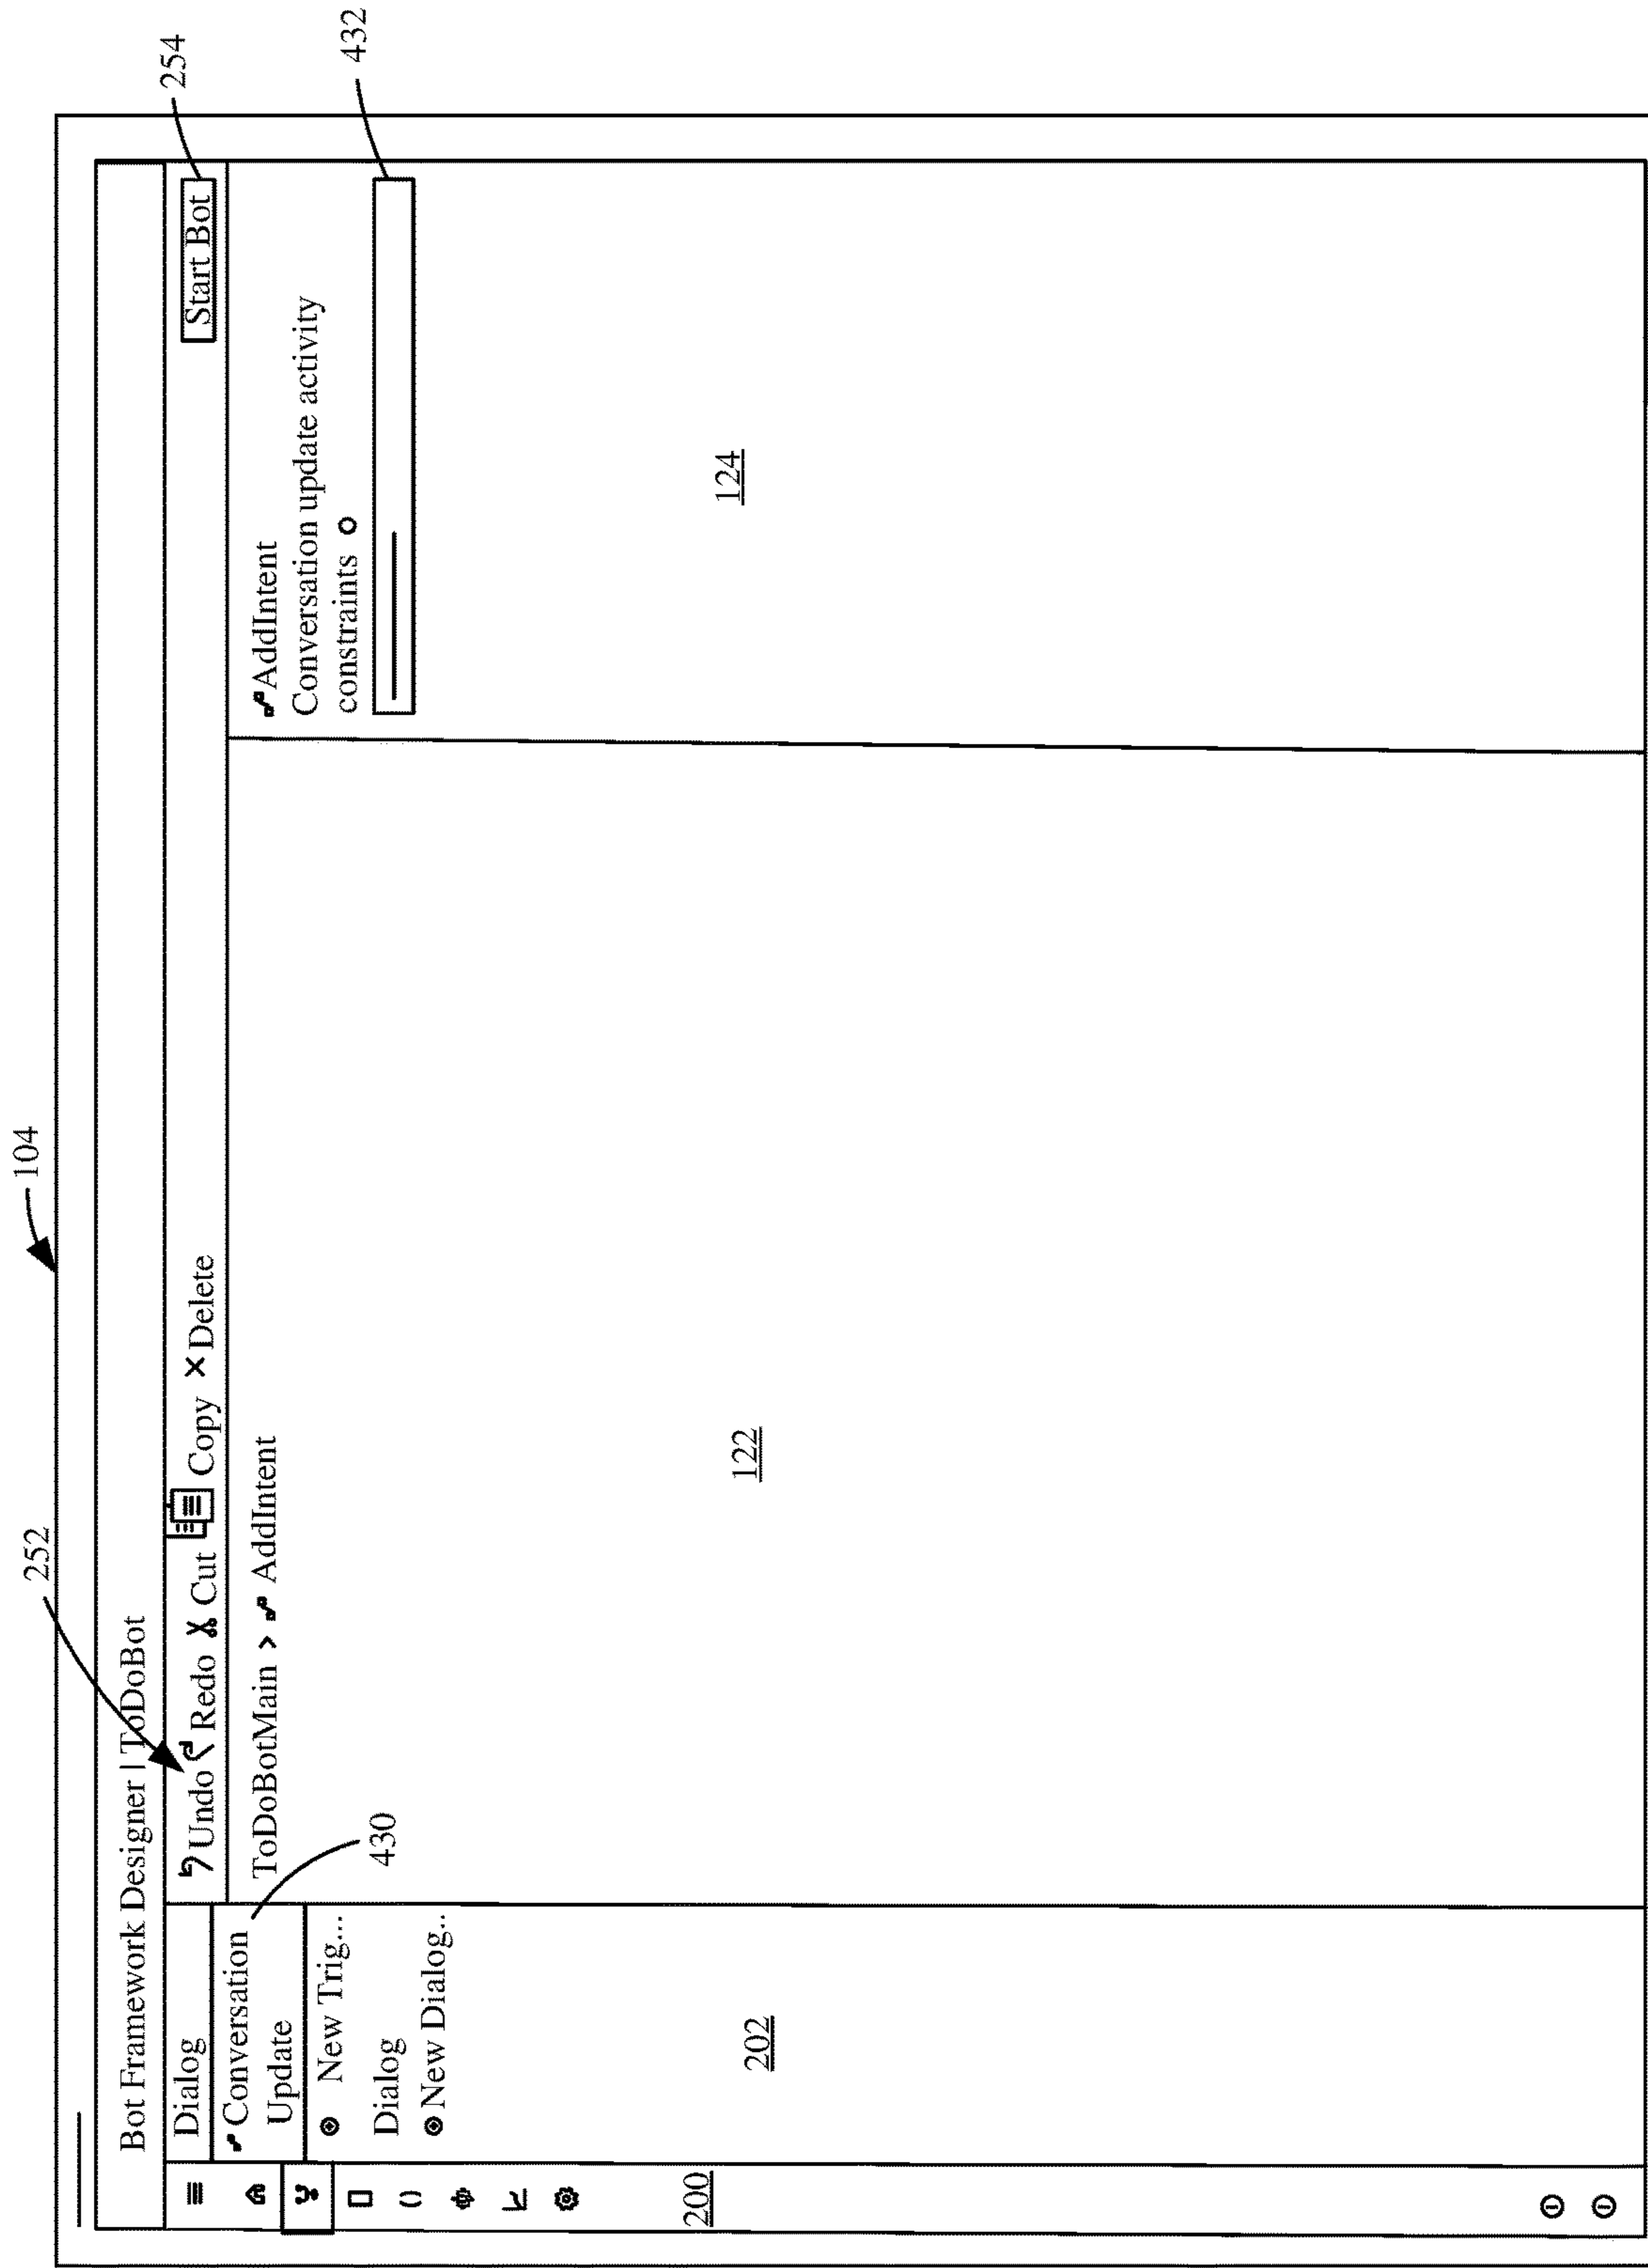 104
252
254
432
Bot Framework Designer | ToDoBot
Dialog
Undo Redo Cut Copy Delete
Start Bot
Conversation
Update
430
New Trig...
Dialog
New Dialog..
ToDoBotMain > AddIntent
AddIntent
Conversation update activity
constraints
200
202
122
124